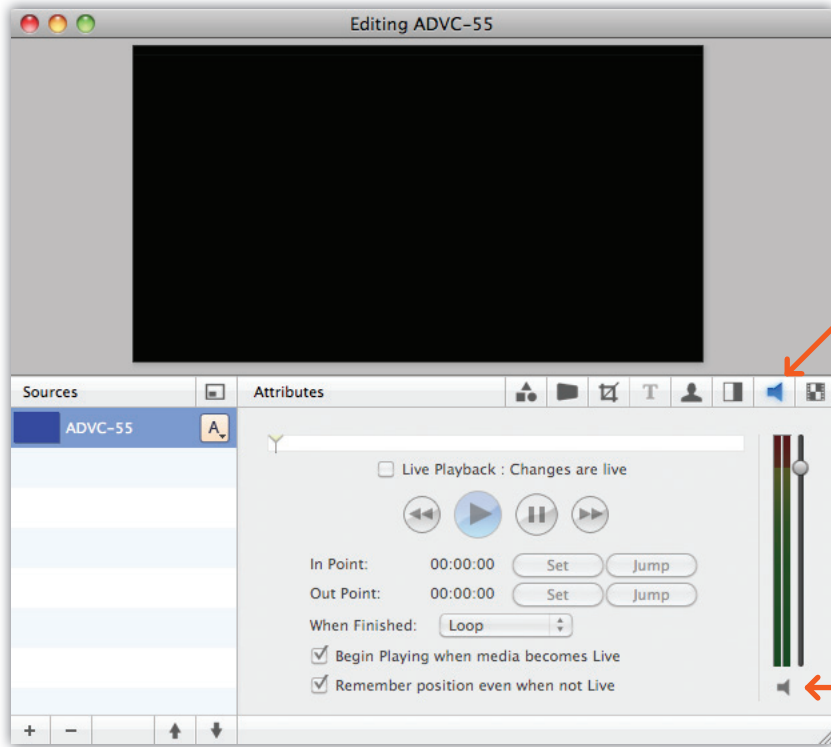 Editing ADVC-55
Sources
Attributes
T
ADVC-55
A
Live Playback : Changes are live
In Point: 00:00:00 Set Jump
Out Point: 00:00:00 Set Jump
When Finished: Loop
Begin Playing when media becomes Live
Remember position even when not Live